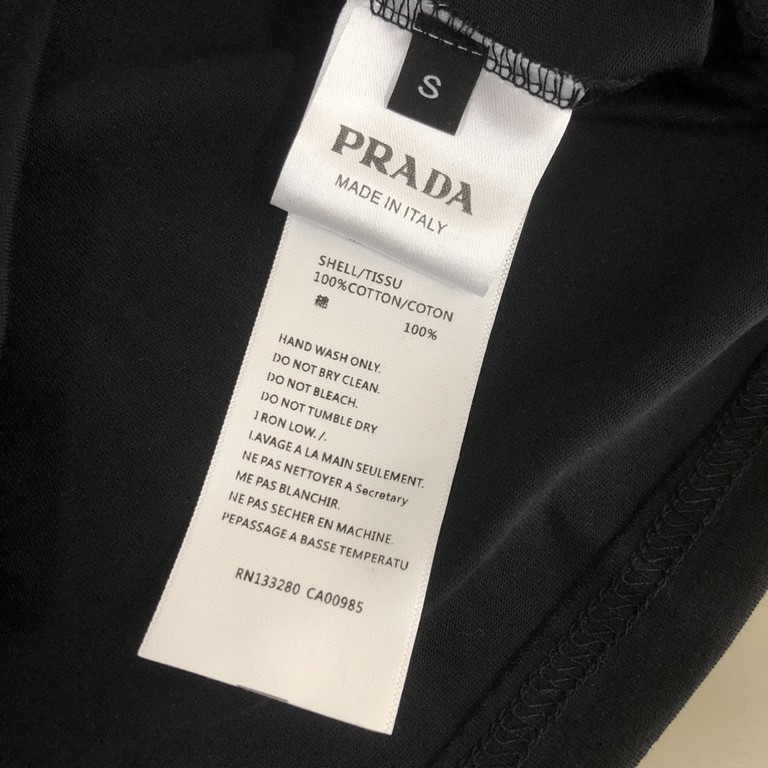 S
PRADA
MADE IN ITALY
SHELL/TISSU
100%COTTON/COTON
綿 100%
HAND WASH ONLY.
DO NOT BRY CLEAN.
DO NOT BLEACH.
DO NOT TUMBLE DRY
IRON LOW./.
LAVAGE A LA MAIN SEULEMENT.
NE PAS NETTOYER A Secretary
ME PAS BLANCHIR.
NE PAS SECHER EN MACHINE.
PEPASSAGE A BASSE TEMPERATU
RN133280 CA00985